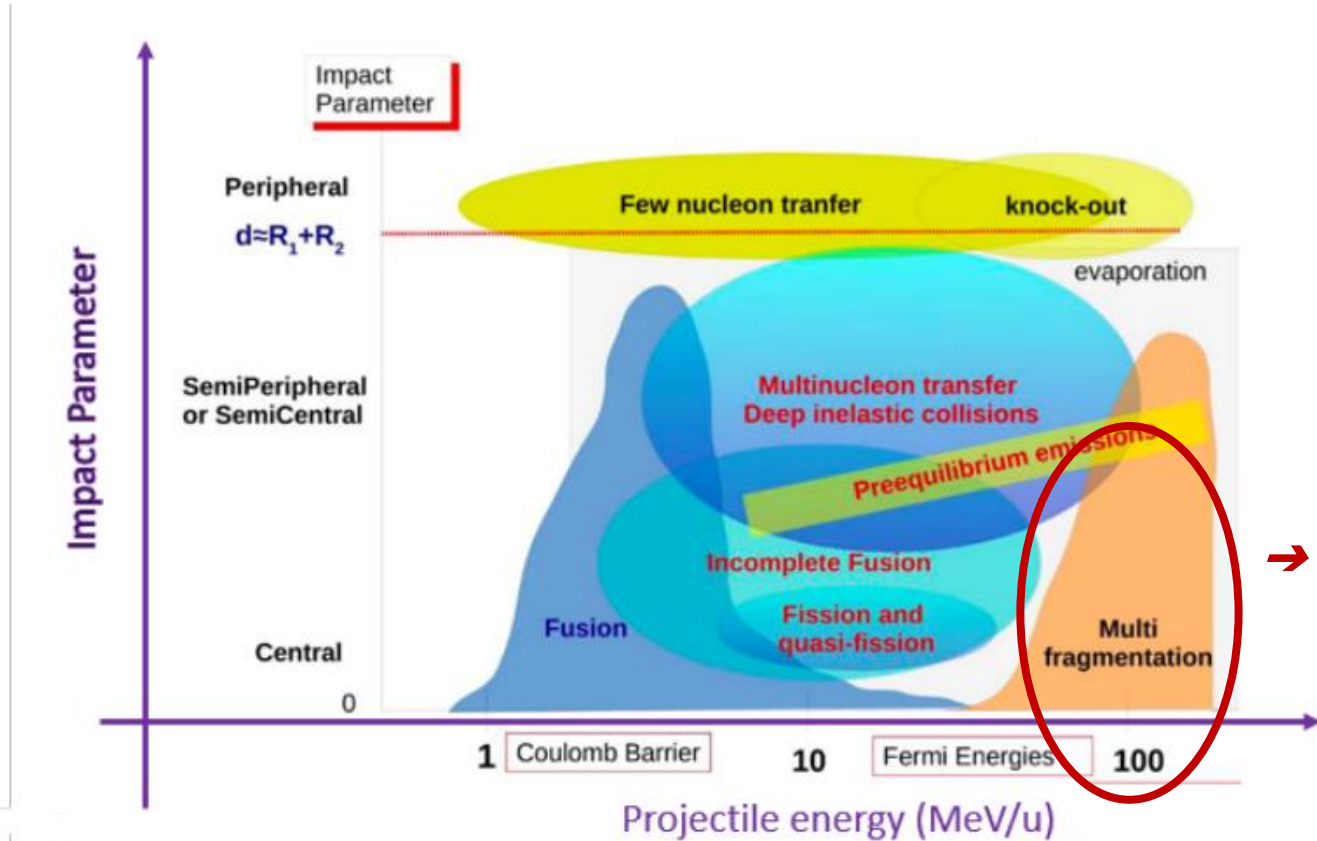 Impact
Parameter
Peripheral
d≈R₁+R₂
Few nucleon tranfer
knock-out
evaporation
SemiPeripheral
or SemiCentral
Multinucleon transfer
Deep inelastic collisions
Preequilibrium emissions
Incomplete Fusion
Fission and
quasi-fission
Fusion
Multi
fragmentation
Central
0
Impact Parameter
➔
1
Coulomb Barrier
10
Fermi Energies
100
Projectile energy (MeV/u)